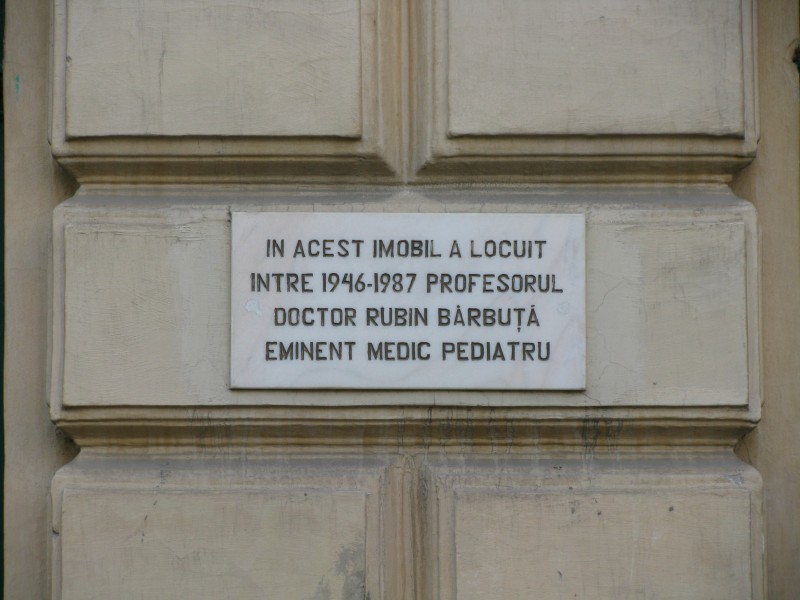 IN ACEST IMOBIL A LOCUIT
INTRE 1946-1987 PROFESORUL
DOCTOR RUBIN BĂRBUȚĂ
EMINENT MEDIC PEDIATRU